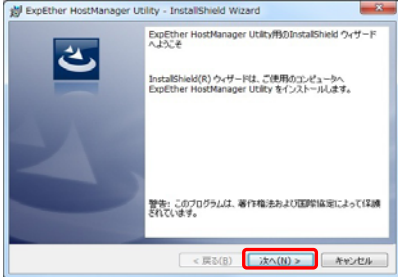 ExpEther HostManager Utility - InstallShield Wizard
ExpEther HostManager Utility用のInstallShield ウィザード
へようこそ
InstallShield(R) ウィザードは、ご使用のコンピュータへ
ExpEther HostManager Utility をインストールします。
警告: このプログラムは、著作権法および国際協定によって保護
されています。
< 戻る(B)
次へ(N) >
キャンセル